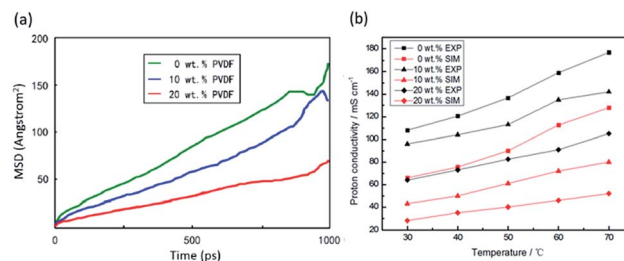 (a)
200
150
100
50
0
500
1000
MSD (Angstrom²)
Time (ps)
0 wt. % PVDF
10 wt. % PVDF
20 wt. % PVDF
(b)
180
160
140
120
100
80
60
40
20
30
40
50
60
70
Proton conductivity / mS cm⁻¹
Temperature / ℃
0 wt.% EXP
0 wt.% SIM
10 wt.% EXP
10 wt.% SIM
20 wt.% EXP
20 wt.% SIM